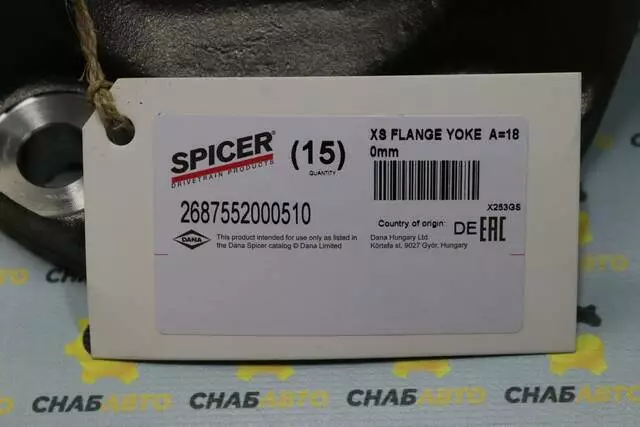 SPICER®
DRIVETRAIN PRODUCTS
(15)
QUANTITY
XS FLANGE YOKE A=18
0mm
X253GS
2687552000510
Country of origin: DE EAC
DANA
This product intended for use only as listed in
the Dana Spicer catalog © Dana Limited
Dana Hungary Ltd.
Körtefa st, 9027 Győr, Hungary
СНАБАВТО
СНАБАВТО
СНАБАВТО